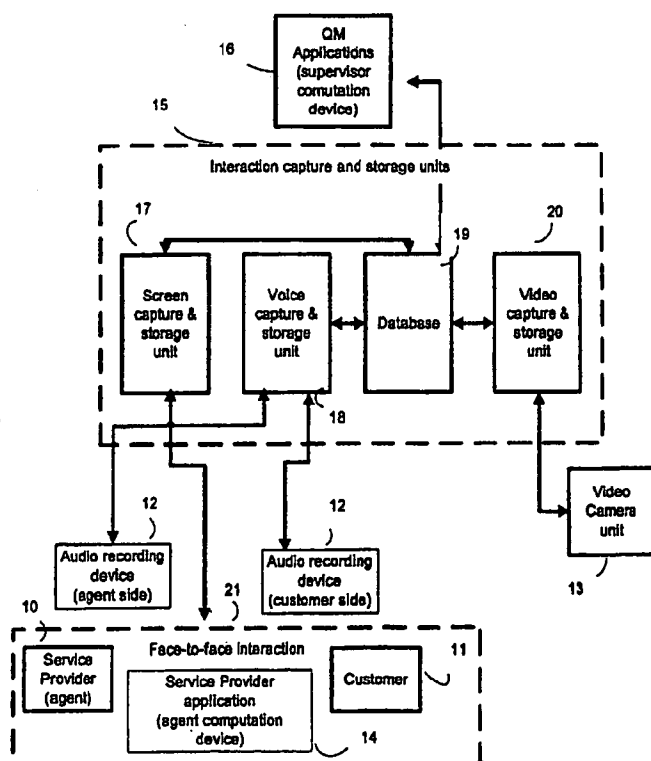 16
QM
Applications
(supervisor
comutation
device)
15
Interaction capture and storage units
17
Screen
capture &
storage
unit
Voice
capture &
storage
unit
18
19
Database
20
Video
capture &
storage unit
12
Audio recording
device
(agent side)
12
Audio recording
device
(customer side)
Video
Camera
unit
13
21
10
Face-to-face interaction
Service
Provider
(agent)
Service Provider
application
(agent computation
device)
14
Customer
11